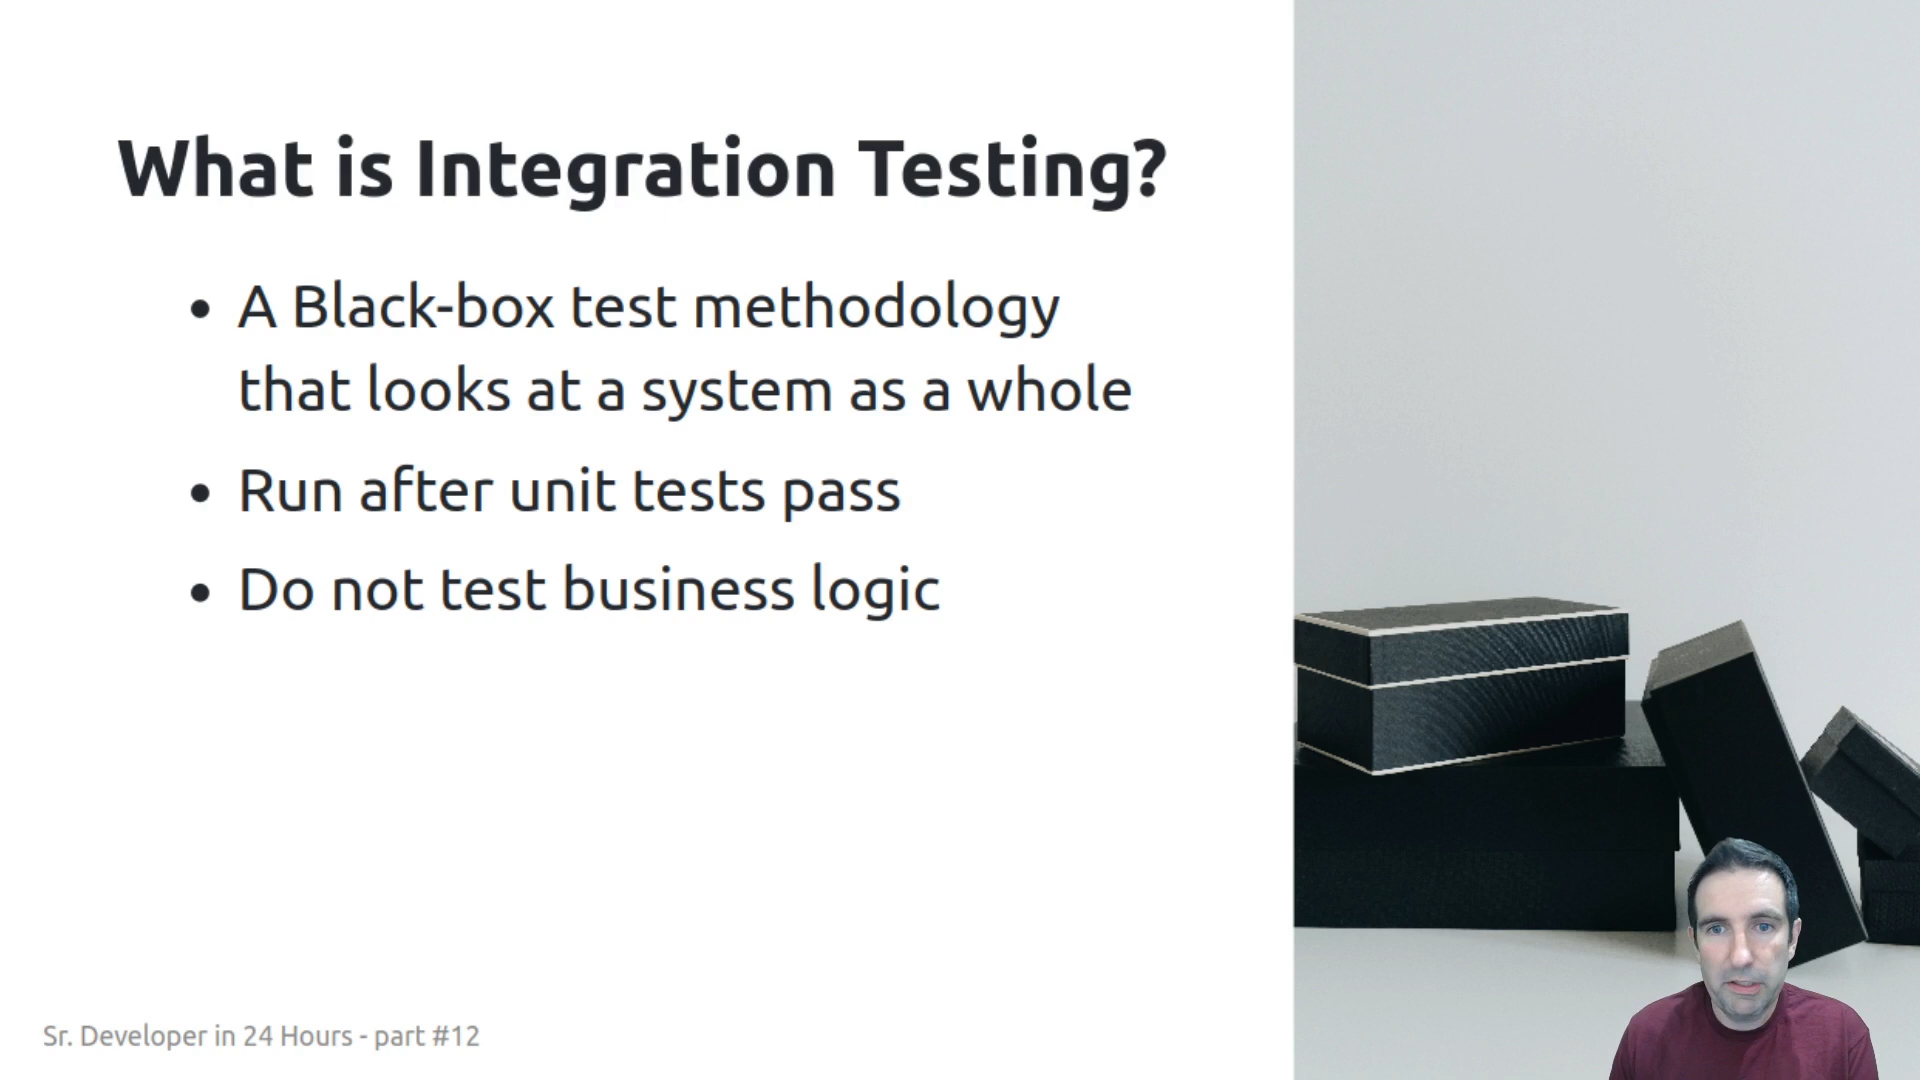 What is Integration Testing?
• A Black-box test methodology
that looks at a system as a whole
• Run after unit tests pass
• Do not test business logic
Sr. Developer in 24 Hours - part #12